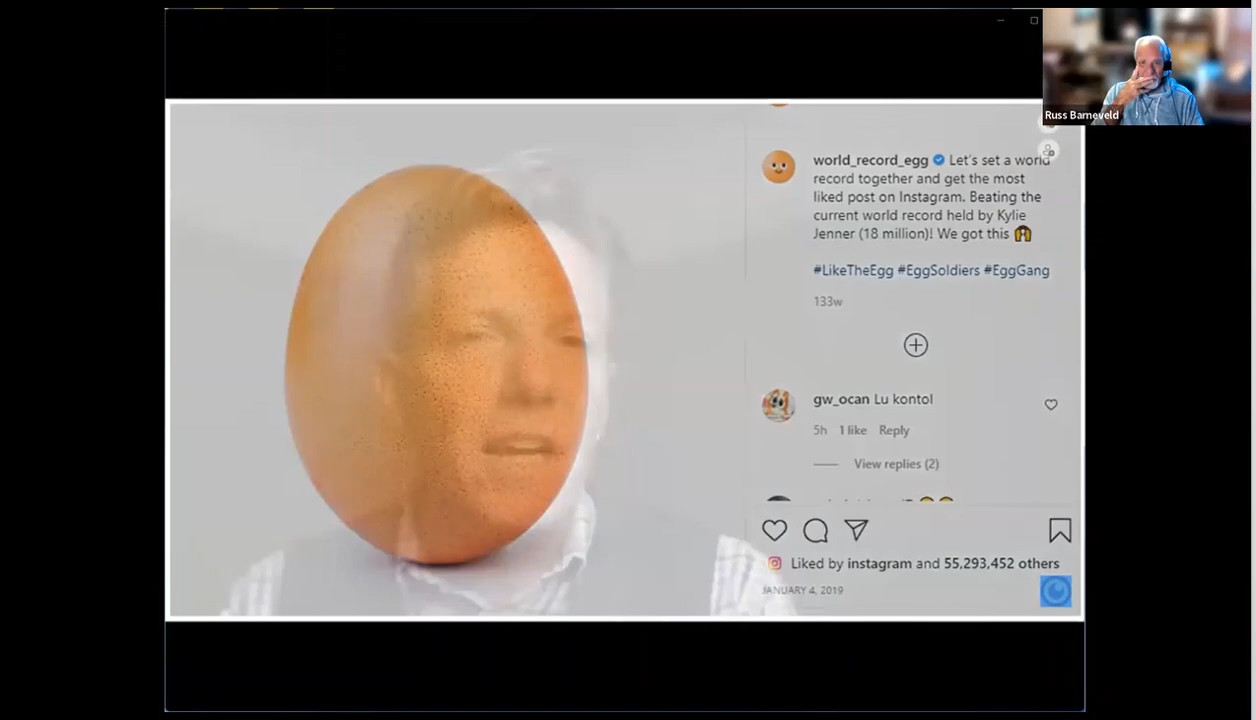 Russ Barneveld
world_record_egg Let's set a world
record together and get the most
liked post on Instagram. Beating the
current world record held by Kylie
Jenner (18 million)! We got this 🙌
#LikeTheEgg #EggSoldiers #EggGang
133w
gw_ocan Lu kontol
5h 1 like Reply
View replies (2)
Liked by instagram and 55,293,452 others
JANUARY 4, 2019